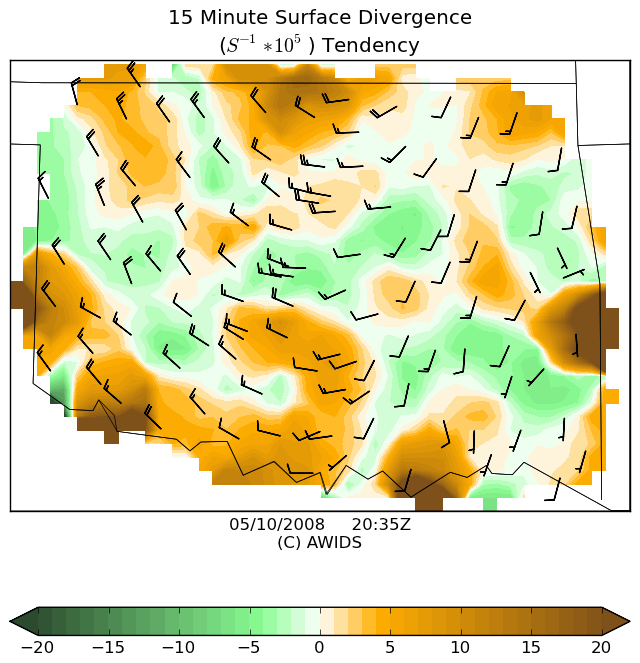 15 Minute Surface Divergence
(S⁻¹ * 10⁵ ) Tendency
05/10/2008 20:35Z
(C) AWIDS
−20 −15 −10 −5 0 5 10 15 20